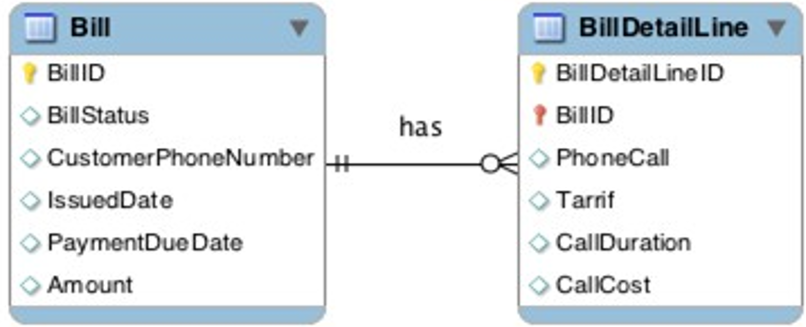 Bill
BillID
BillStatus
CustomerPhoneNumber
IssuedDate
PaymentDueDate
Amount
has
BillDetailLine
BillDetailLineID
BillID
PhoneCall
Tarrif
CallDuration
CallCost